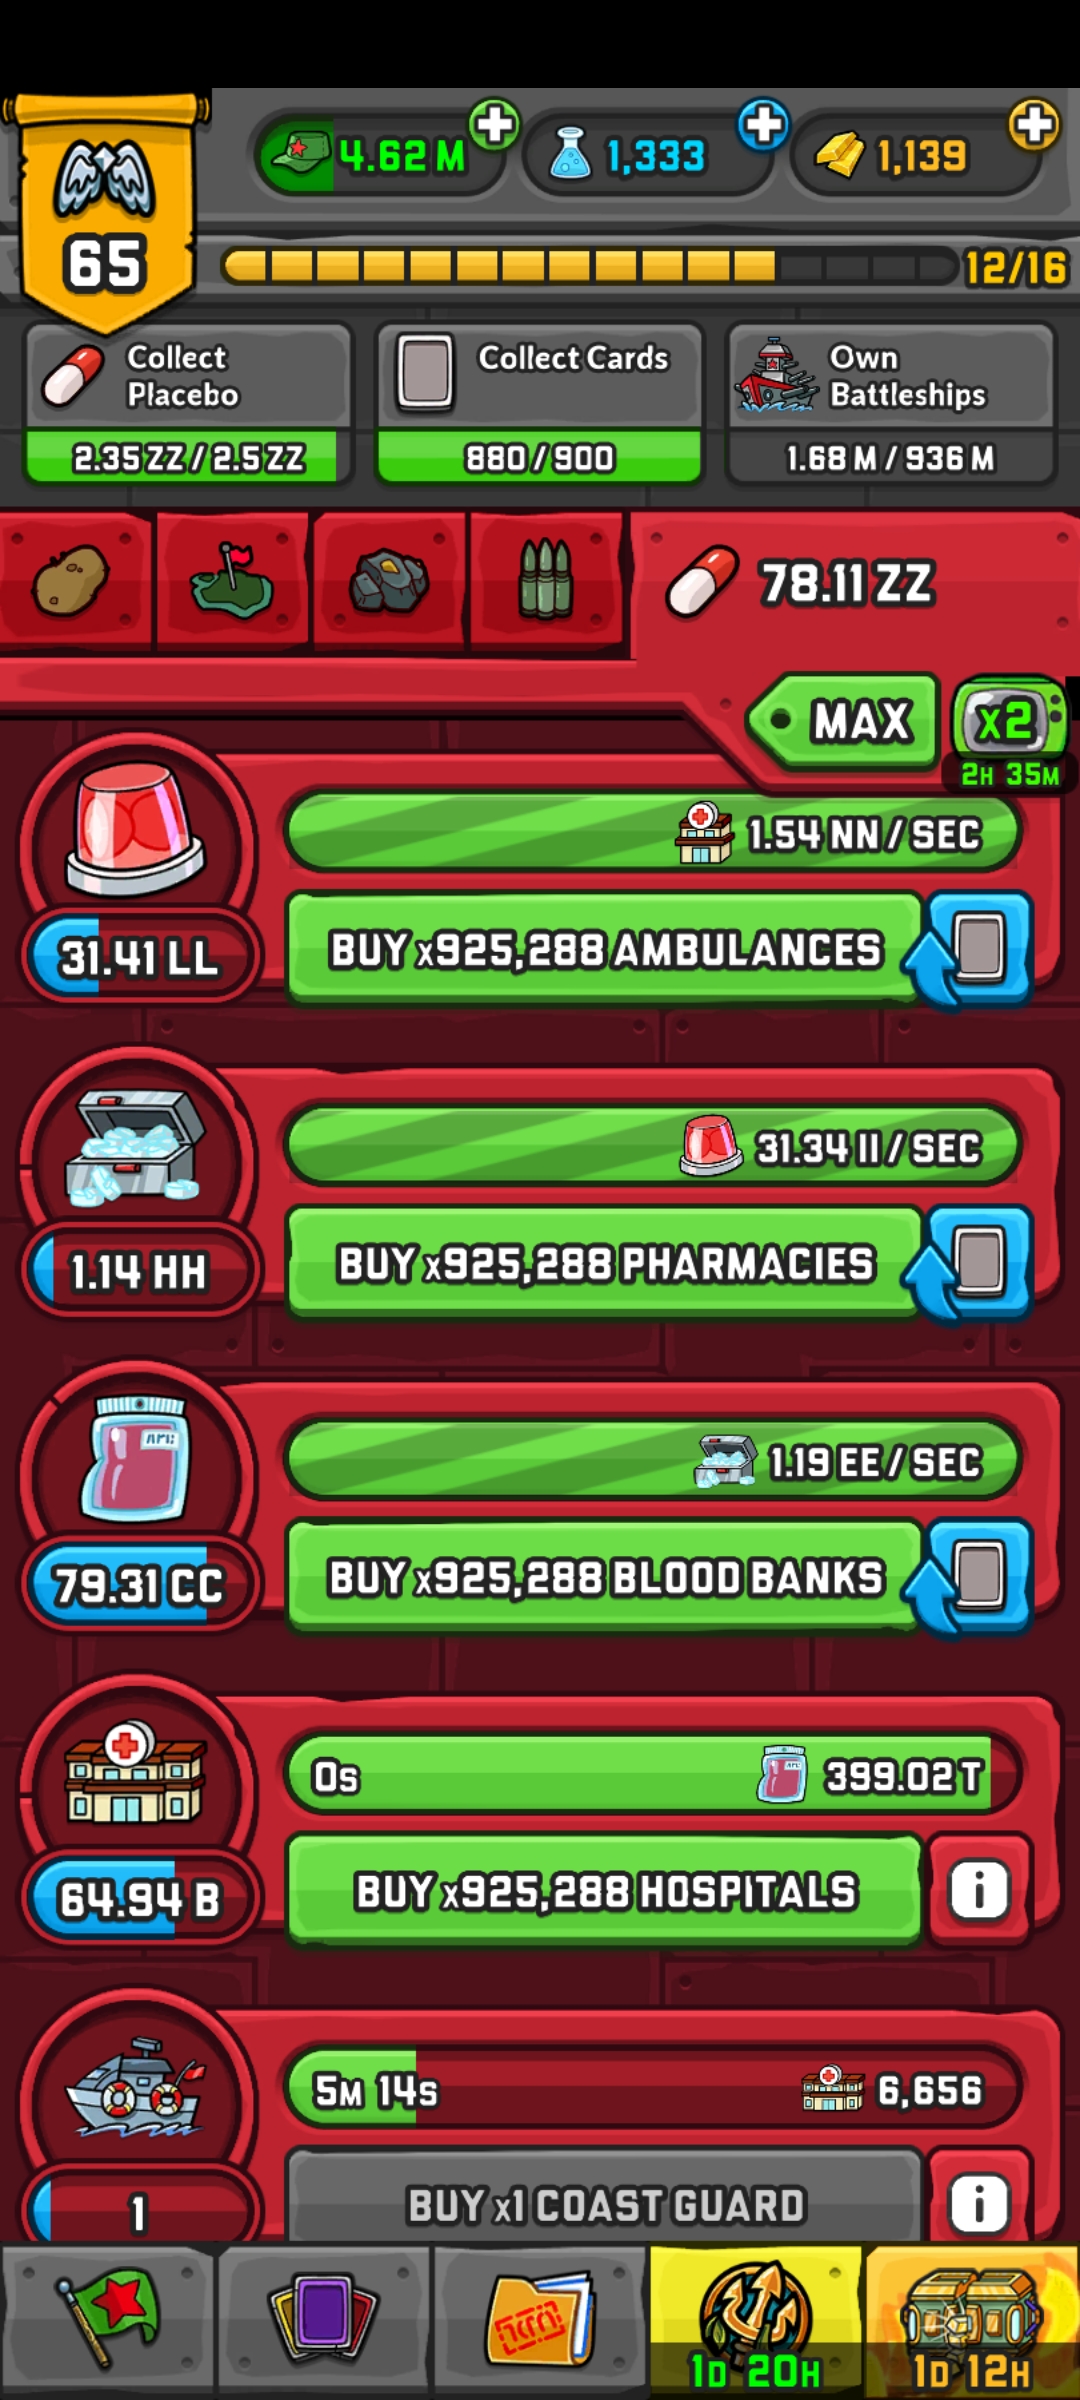 65
4.62 M
1,333
1,139
12/16
Collect
Placebo
2.35 ZZ / 2.5 ZZ
Collect Cards
880 / 900
Own
Battleships
1.68 M / 936 M
78.11 ZZ
MAX
x2
2H 35M
1.54 NN / SEC
31.41 LL
BUY x925,288 AMBULANCES
31.34 II / SEC
1.14 HH
BUY x925,288 PHARMACIES
1.19 EE / SEC
79.31 CC
BUY x925,288 BLOOD BANKS
0s
399.02 T
64.94 B
BUY x925,288 HOSPITALS
i
5M 14s
6,656
1
BUY x1 COAST GUARD
i
1D 20H
1D 12H